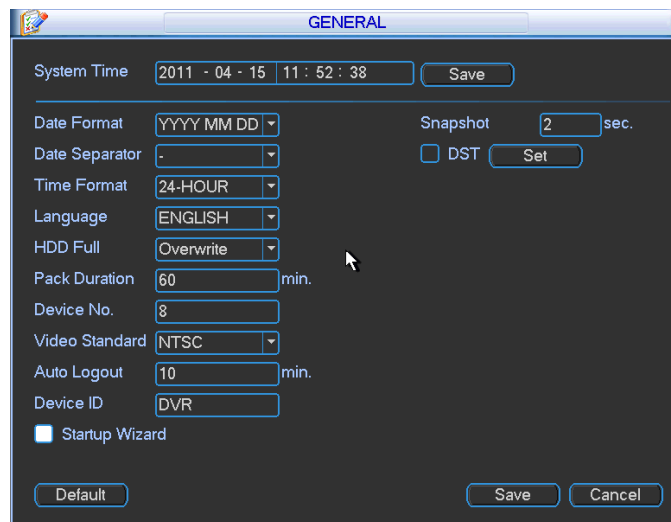 GENERAL
System Time 2011 - 04 - 15 11 : 52 : 38 Save
Date Format YYYY MM DD Snapshot 2 sec.
Date Separator - DST Set
Time Format 24-HOUR
Language ENGLISH
HDD Full Overwrite
Pack Duration 60 min.
Device No. 8
Video Standard NTSC
Auto Logout 10 min.
Device ID DVR
Startup Wizard
Default Save Cancel